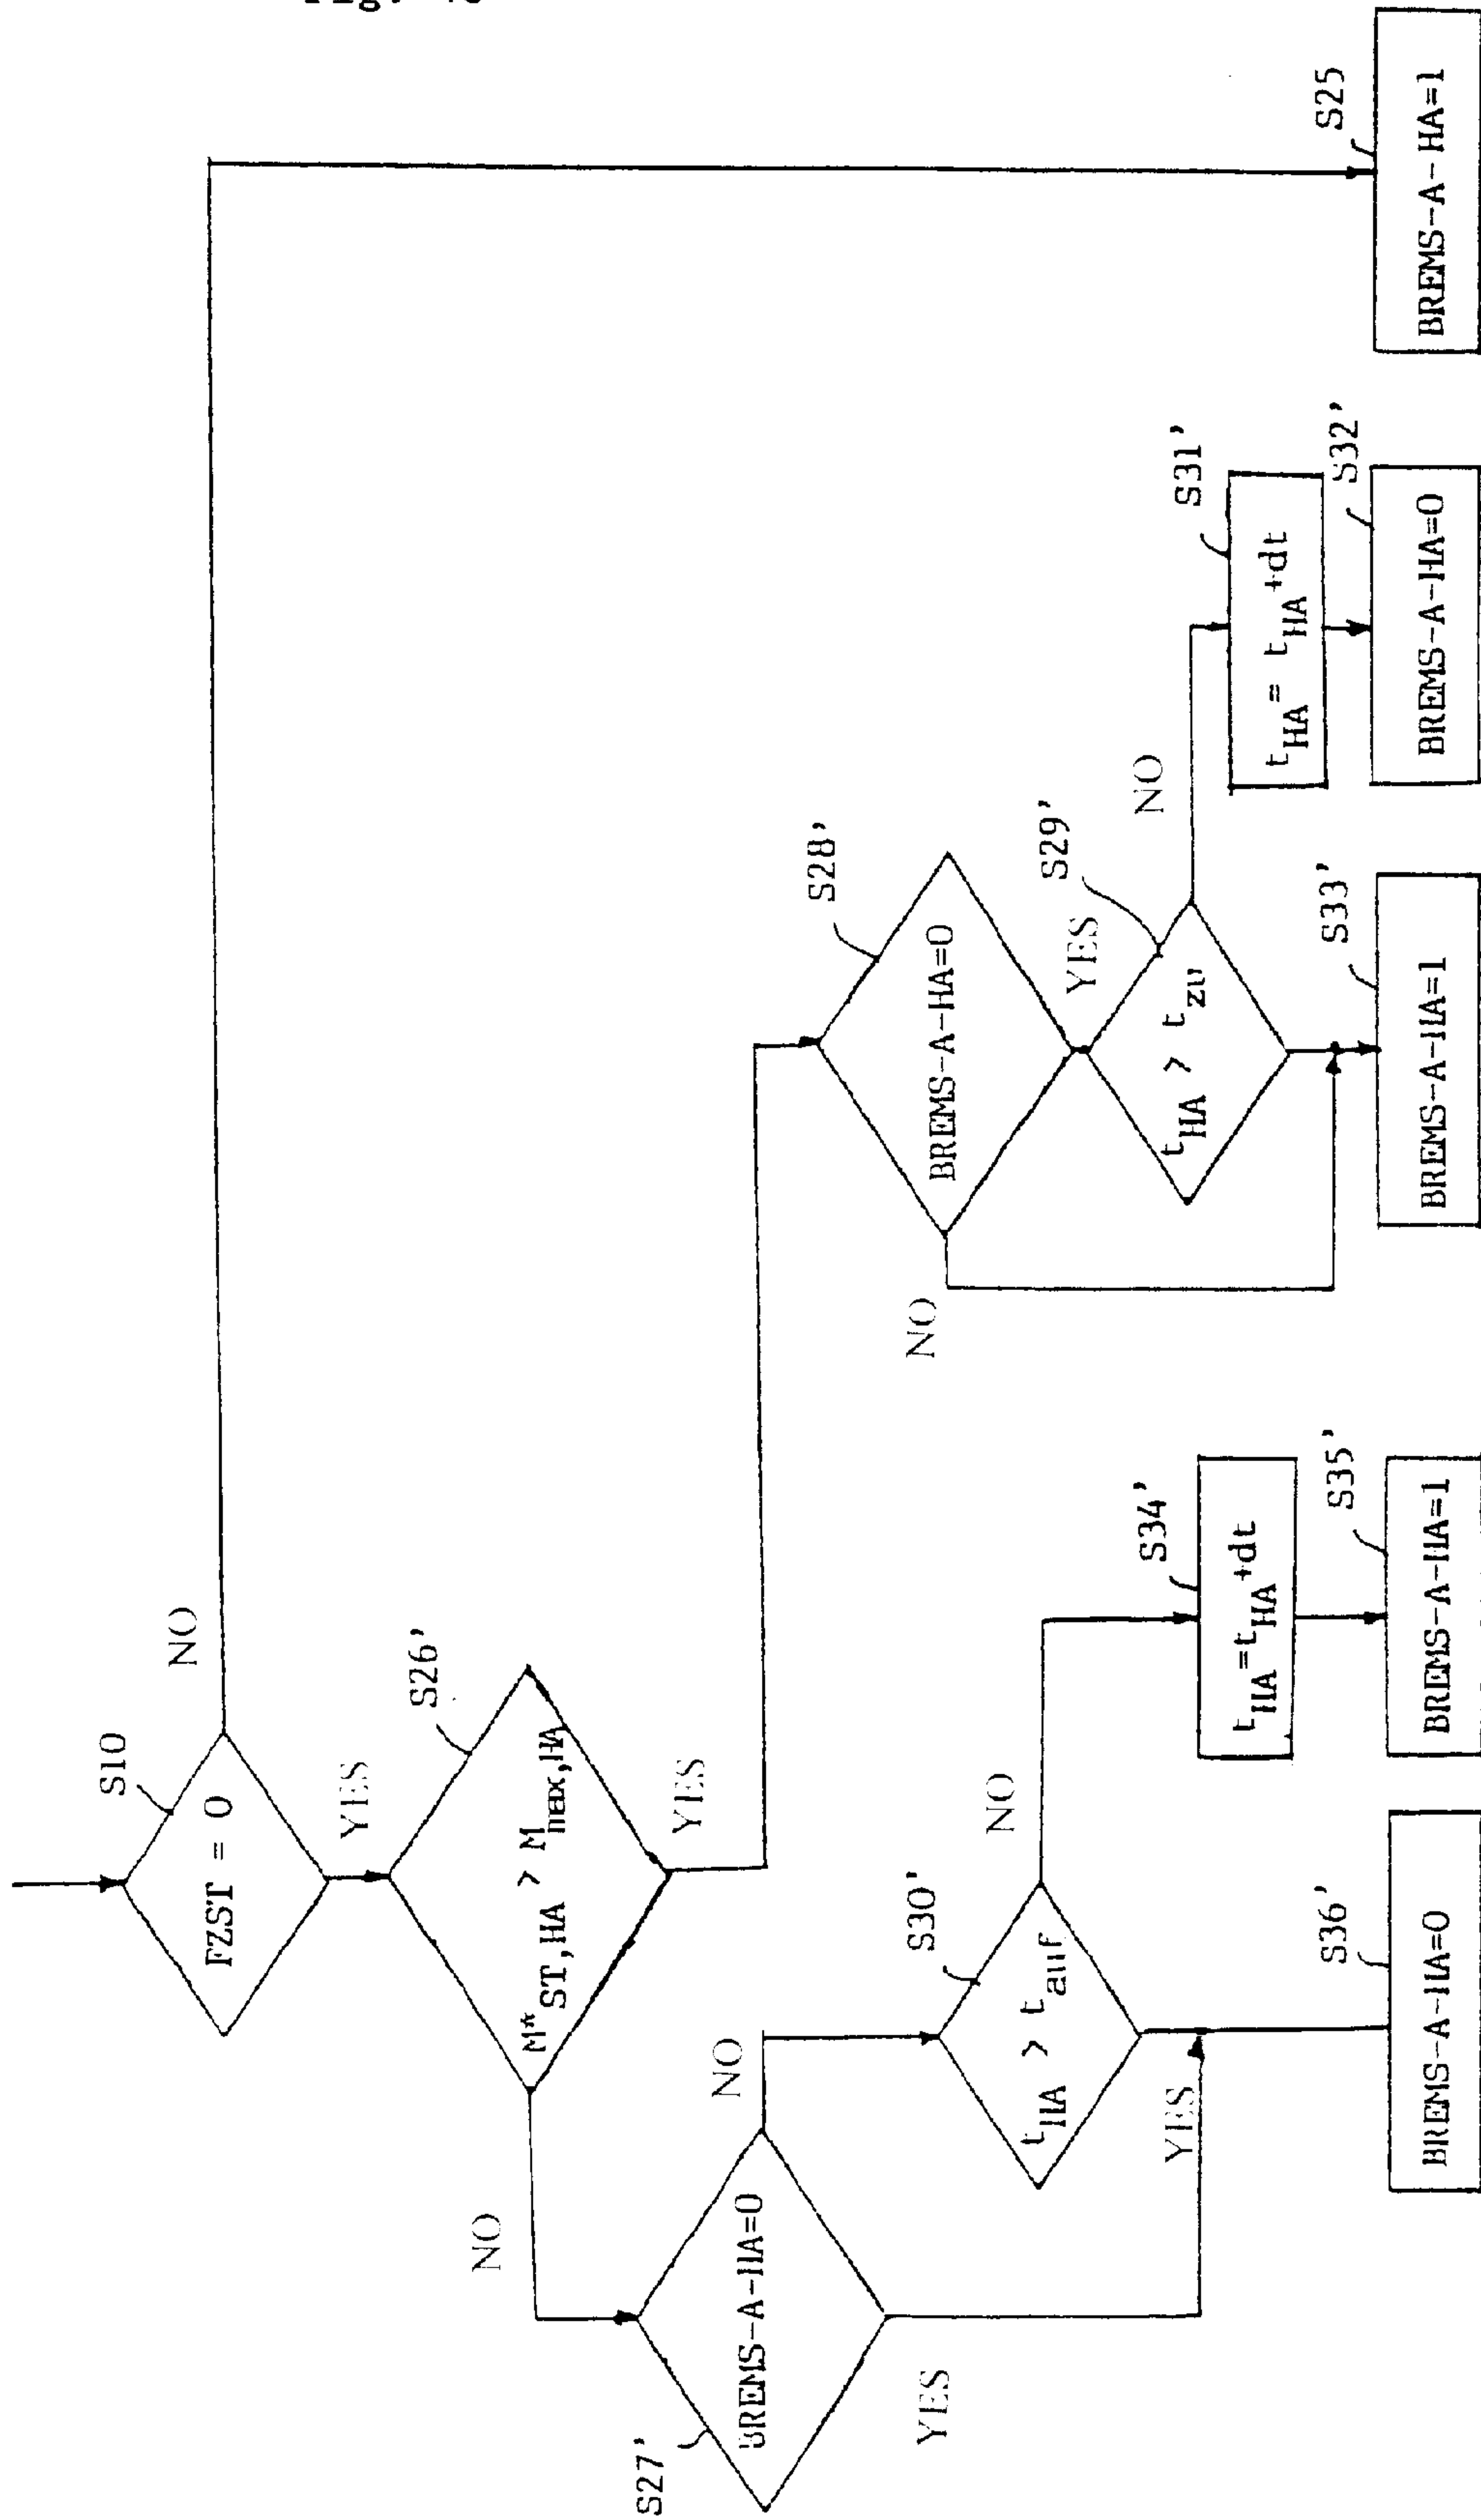 S10
FZST = 0
NO
YES
S26'
M*ST,HA > Mmax,HA
NO
YES
S27'
BREMS-A-HA=0
NO
YES
S28'
BREMS-A-HA=0
NO
YES
S30'
tHA > tauf
NO
YES
S29'
tHA > tzu
NO
S34'
tHA=tHA+dt
S31'
tHA = tHA+dt
S36'
BREMS-A-HA=0
S35'
BREMS-A-HA=1
S33'
BREMS-A-HA=1
S32'
BREMS-A-HA=0
S25
BREMS-A-HA=1